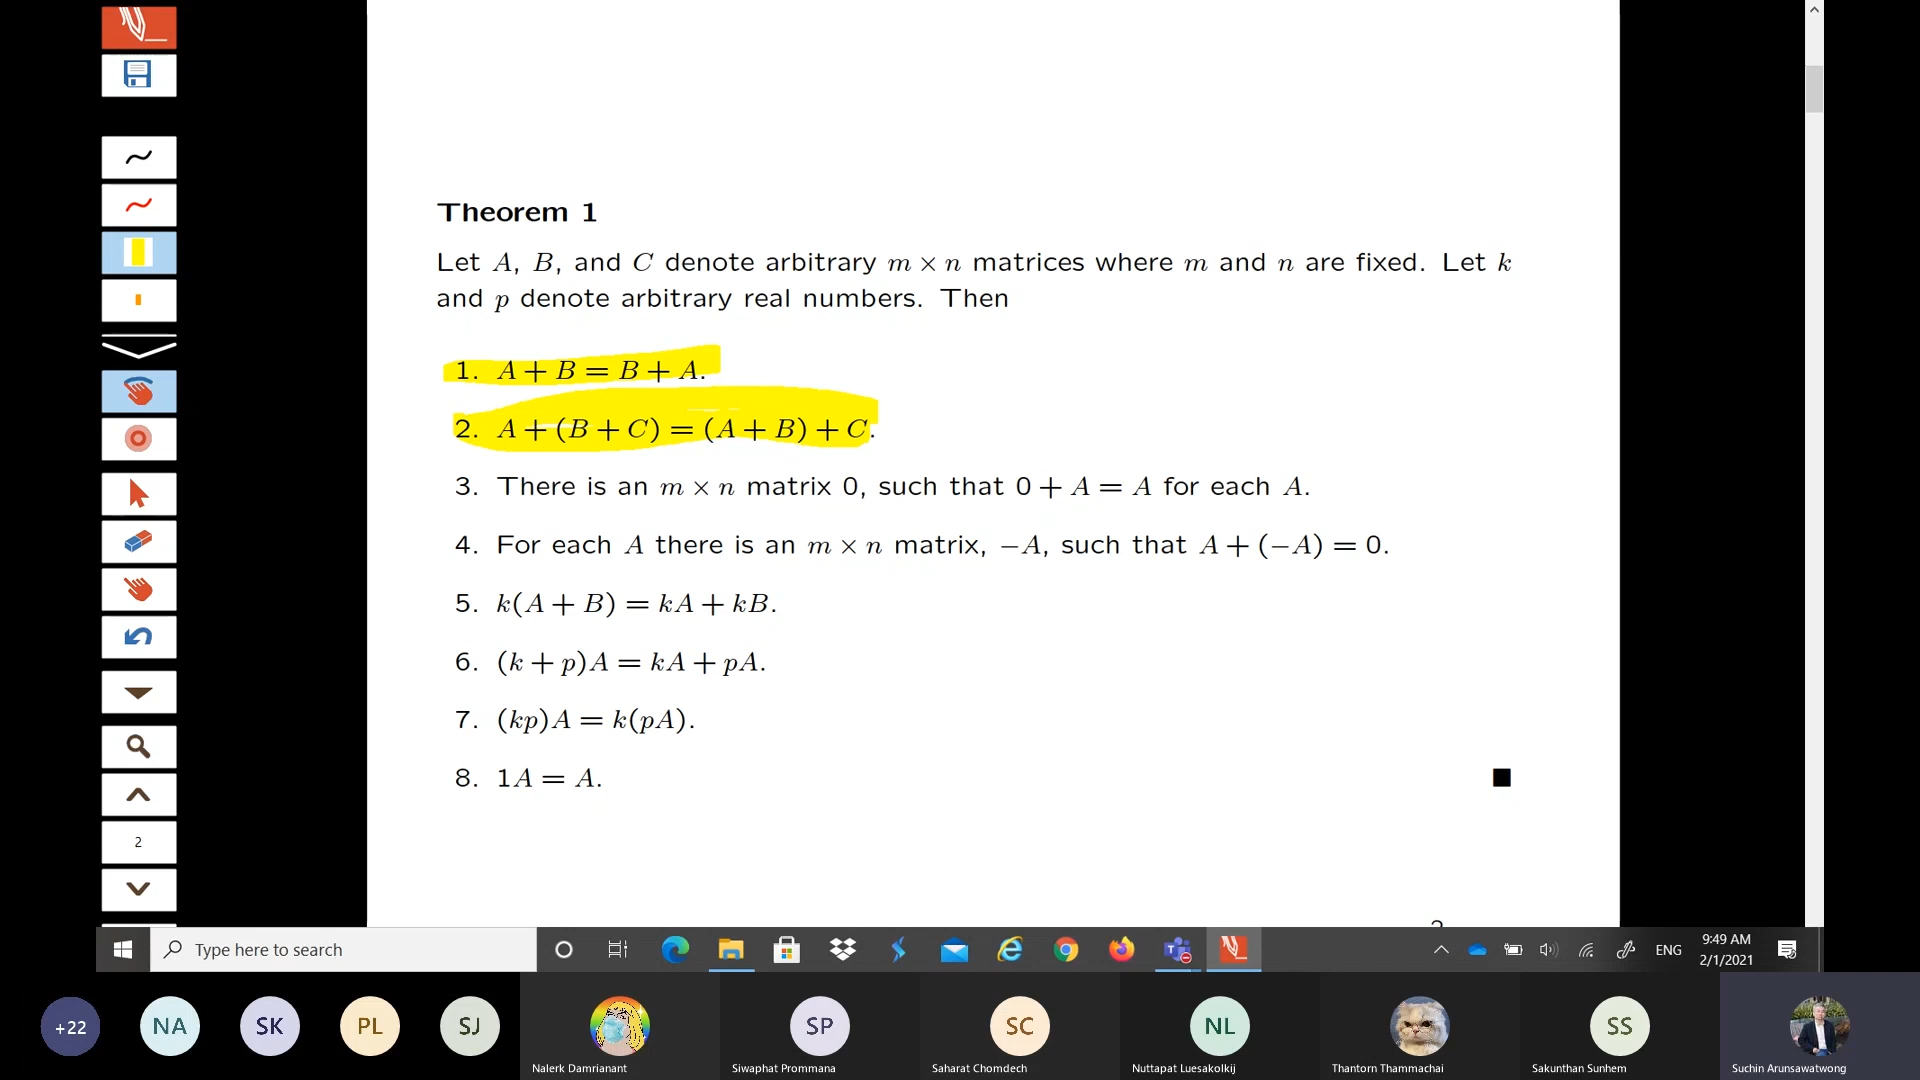 Theorem 1
Let A, B, and C denote arbitrary m × n matrices where m and n are fixed. Let k
and p denote arbitrary real numbers. Then
1. A + B = B + A.
2. A + (B + C) = (A + B) + C.
3. There is an m × n matrix 0, such that 0 + A = A for each A.
4. For each A there is an m × n matrix, −A, such that A + (−A) = 0.
5. k(A + B) = kA + kB.
6. (k + p)A = kA + pA.
7. (kp)A = k(pA).
8. 1A = A.
2
Type here to search
ENG
9:49 AM
2/1/2021
+22
NA
SK
PL
SJ
SP
SC
NL
SS
Nalerk Damrianant
Siwaphat Prommana
Saharat Chomdech
Nuttapat Luesakolkij
Thantorn Thammachai
Sakunthan Sunhem
Suchin Arunsawatwong